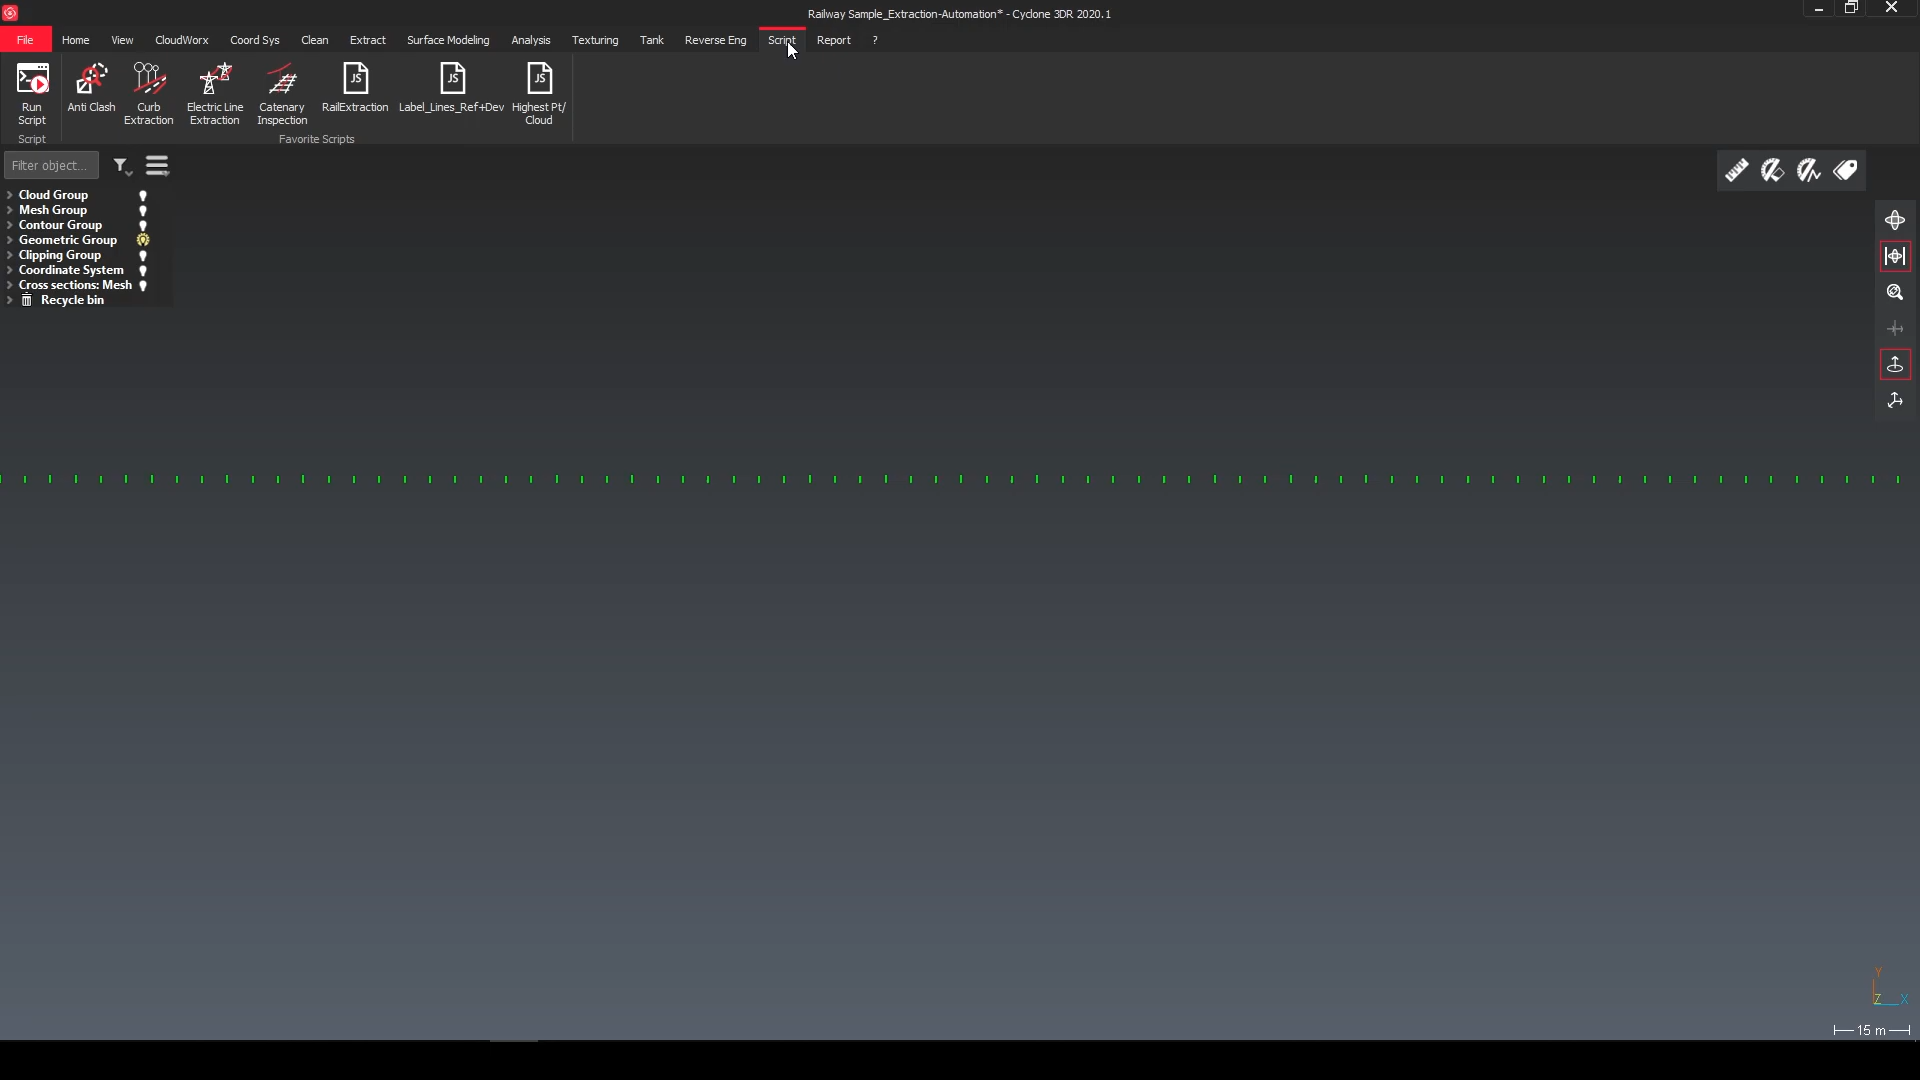 Railway Sample_Extraction-Automation* - Cyclone 3DR 2020.1
File Home View CloudWorx Coord Sys Clean Extract Surface Modeling Analysis Texturing Tank Reverse Eng Script Report ?
Run Script
Anti Clash
Curb Extraction
Electric Line Extraction
Catenary Inspection
JS
RailExtraction
JS
Label_Lines_Ref+Dev
JS
Highest Pt/ Cloud
Script
Favorite Scripts
Filter object...
Cloud Group
Mesh Group
Contour Group
Geometric Group
Clipping Group
Coordinate System
Cross sections: Mesh
Recycle bin
Y
Z X
15 m